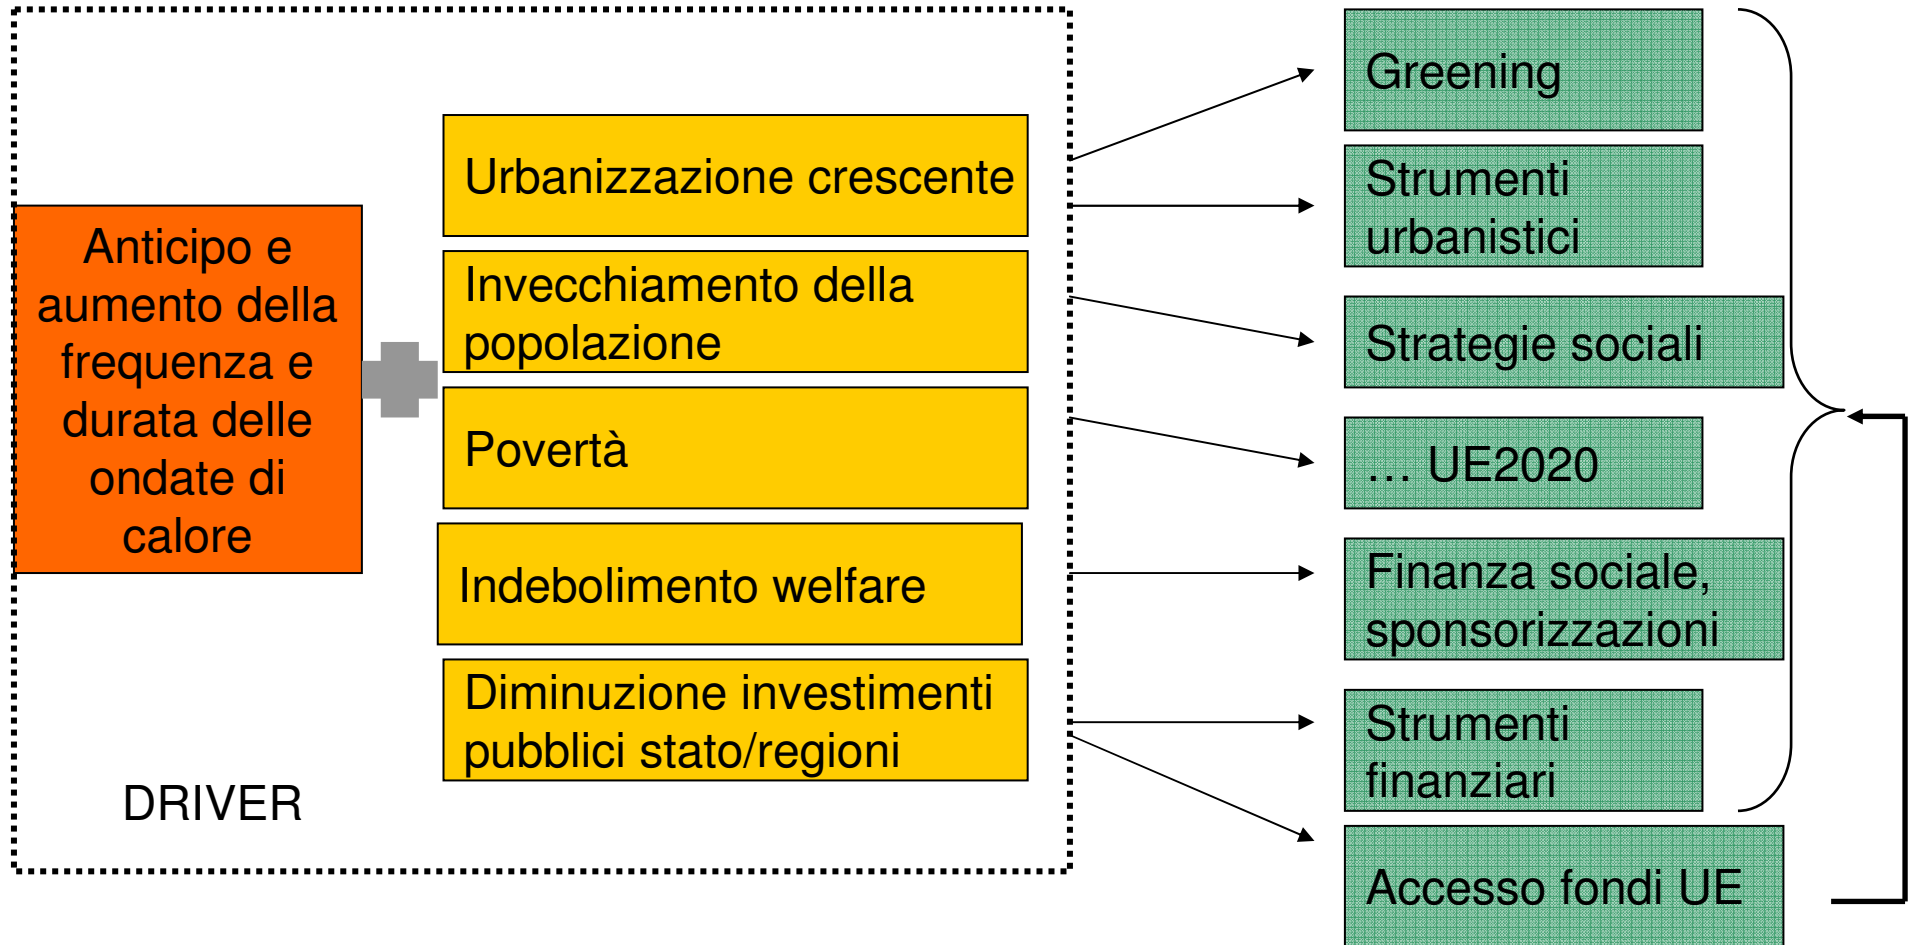 Anticipo e
aumento della
frequenza e
durata delle
ondate di
calore
DRIVER
Urbanizzazione crescente
Invecchiamento della
popolazione
Povertà
Indebolimento welfare
Diminuzione investimenti
pubblici stato/regioni
Greening
Strumenti
urbanistici
Strategie sociali
… UE2020
Finanza sociale,
sponsorizzazioni
Strumenti
finanziari
Accesso fondi UE